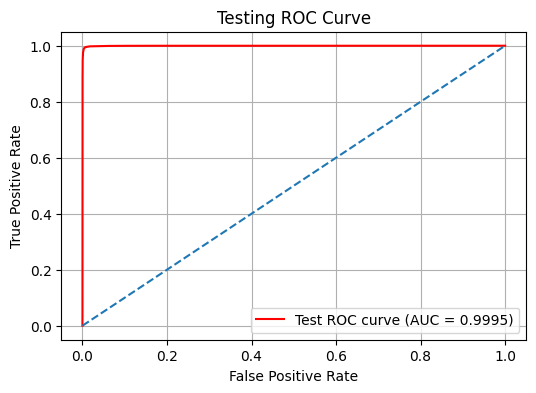 Testing ROC Curve
True Positive Rate
1.0
0.8
0.6
0.4
0.2
0.0
Test ROC curve (AUC = 0.9995)
0.0 0.2 0.4 0.6 0.8 1.0
False Positive Rate